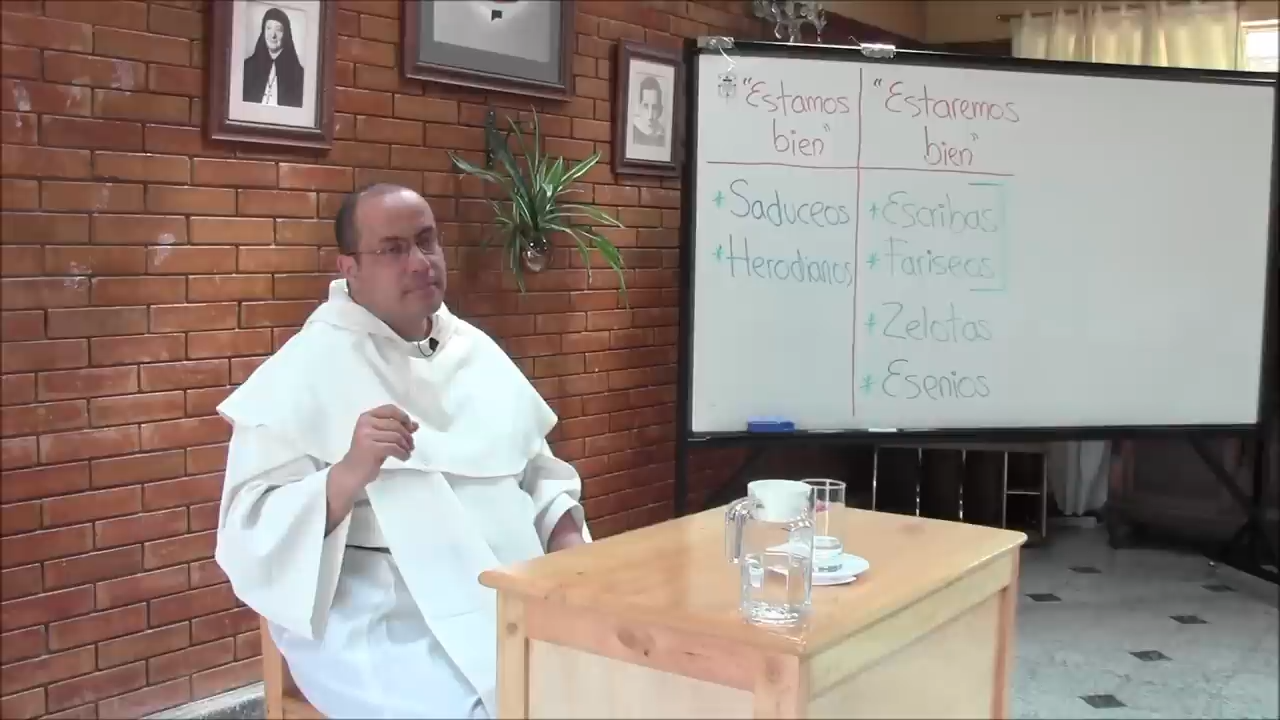 "Estamos
bien"
"Estaremos
bien"
* Saduceos
* Herodianos
* Escribas
* Fariseos
* Zelotas
* Esenios